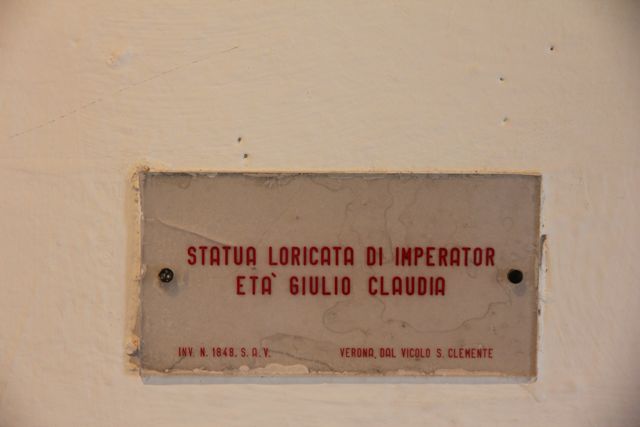 STATUA LORICATA DI IMPERATOR
ETA` GIULIO CLAUDIA
INV. N. 1848. S. A. V. VERONA, DAL VICOLO S. CLEMENTE